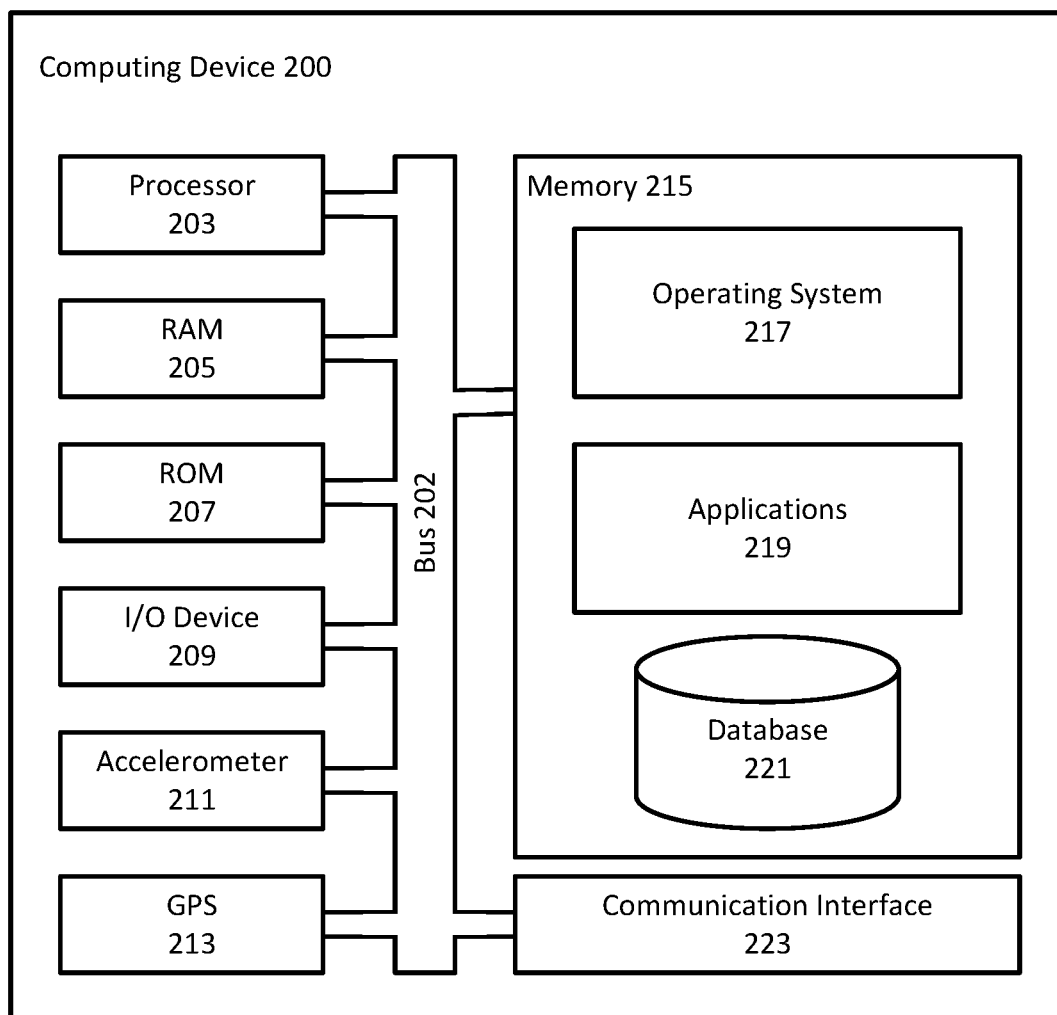 Computing Device 200
Processor
203
RAM
205
ROM
207
I/O Device
209
Accelerometer
211
GPS
213
Bus 202
Memory 215
Operating System
217
Applications
219
Database
221
Communication Interface
223